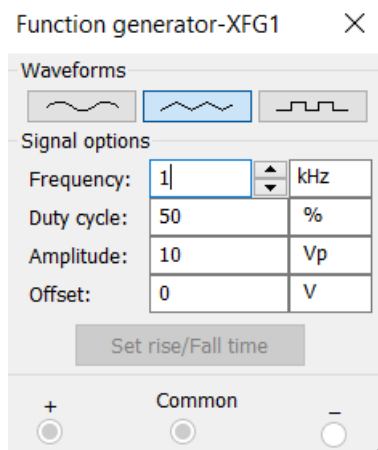 Function generator-XFG1
Waveforms
Signal options
Frequency: 1 kHz
Duty cycle: 50 %
Amplitude: 10 Vp
Offset: 0 V
Set rise/Fall time
+ Common –